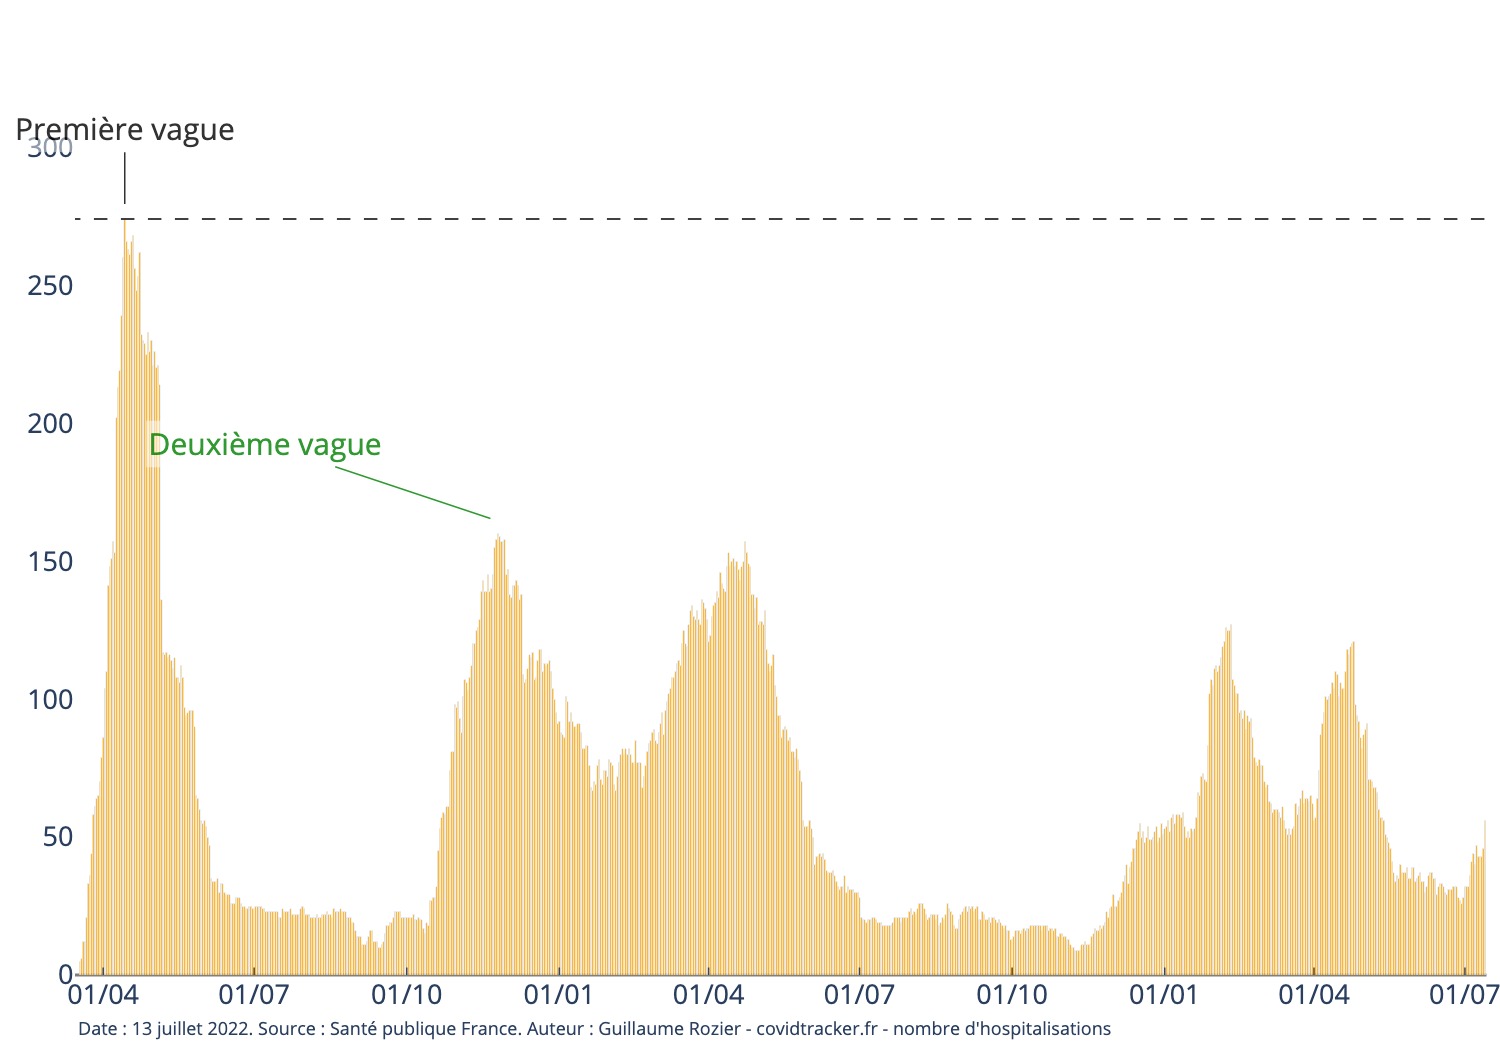 Première vague
300
250
200
Deuxième vague
150
100
50
0
01/04 01/07 01/10 01/01 01/04 01/07 01/10 01/01 01/04 01/07
Date : 13 juillet 2022. Source : Santé publique France. Auteur : Guillaume Rozier - covidtracker.fr - nombre d'hospitalisations